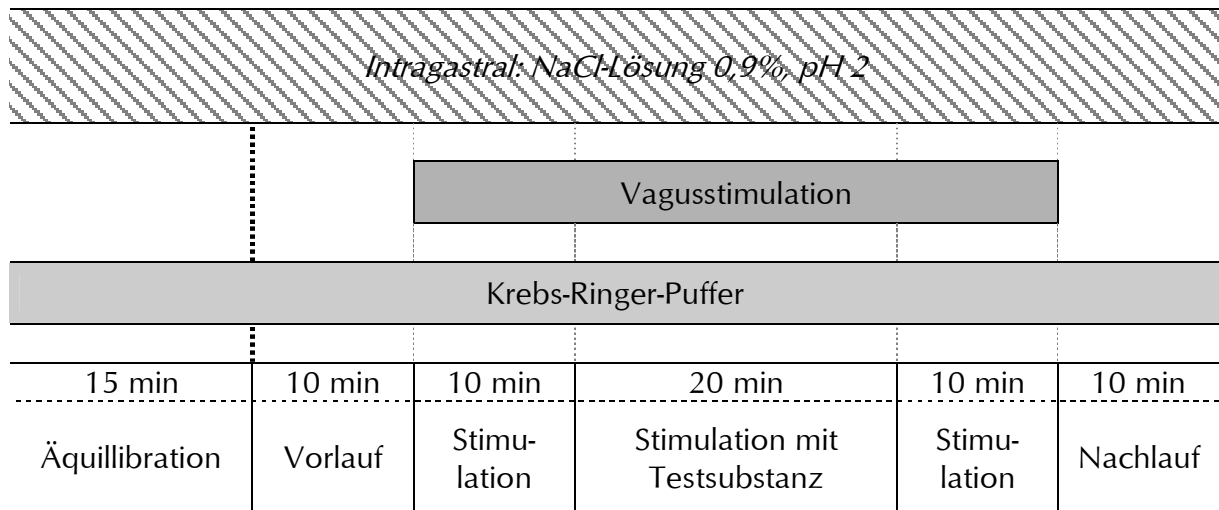 Intragastral: NaCl-Lösung 0,9%, pH 2
Vagusstimulation
Krebs-Ringer-Puffer
15 min
10 min
10 min
20 min
10 min
10 min
Äquillibration
Vorlauf
Stimu-
lation
Stimulation mit
Testsubstanz
Stimu-
lation
Nachlauf